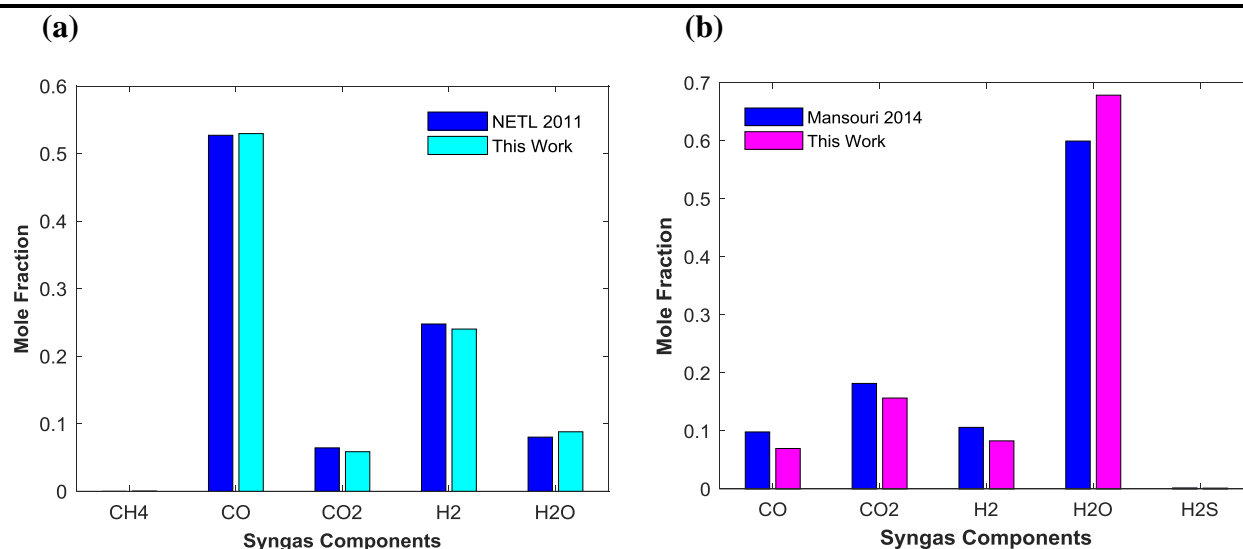 (a)
0.6
0.5
0.4
0.3
0.2
0.1
0
Mole Fraction
NETL 2011
This Work
CH4 CO CO2 H2 H2O
Syngas Components
(b)
0.7
0.6
0.5
0.4
0.3
0.2
0.1
0
Mole Fraction
Mansouri 2014
This Work
CO CO2 H2 H2O H2S
Syngas Components